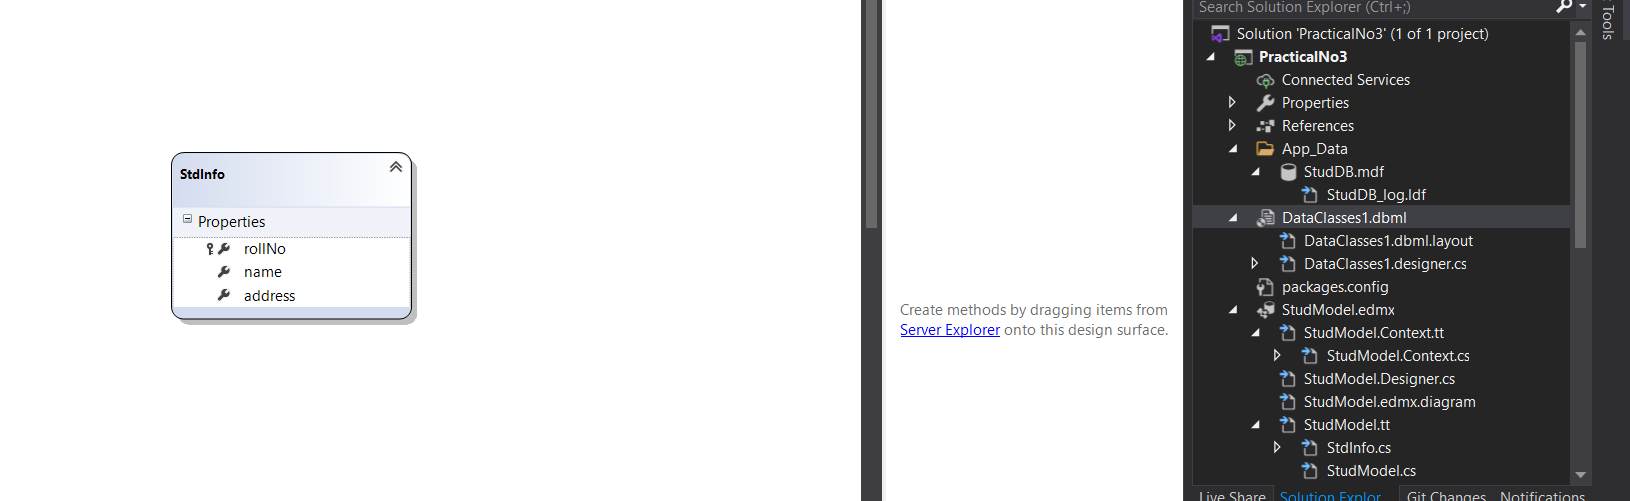 StdInfo
Properties
rollNo
name
address
Create methods by dragging items from
Server Explorer onto this design surface.
Search Solution Explorer (Ctrl+;)
Solution 'PracticalNo3' (1 of 1 project)
PracticalNo3
Connected Services
Properties
References
App_Data
StudDB.mdf
StudDB_log.ldf
DataClasses1.dbml
DataClasses1.dbml.layout
DataClasses1.designer.cs
packages.config
StudModel.edmx
StudModel.Context.tt
StudModel.Context.cs
StudModel.Designer.cs
StudModel.edmx.diagram
StudModel.tt
StdInfo.cs
StudModel.cs
Live Share Solution Explor... Git Changes Notifications
Tools